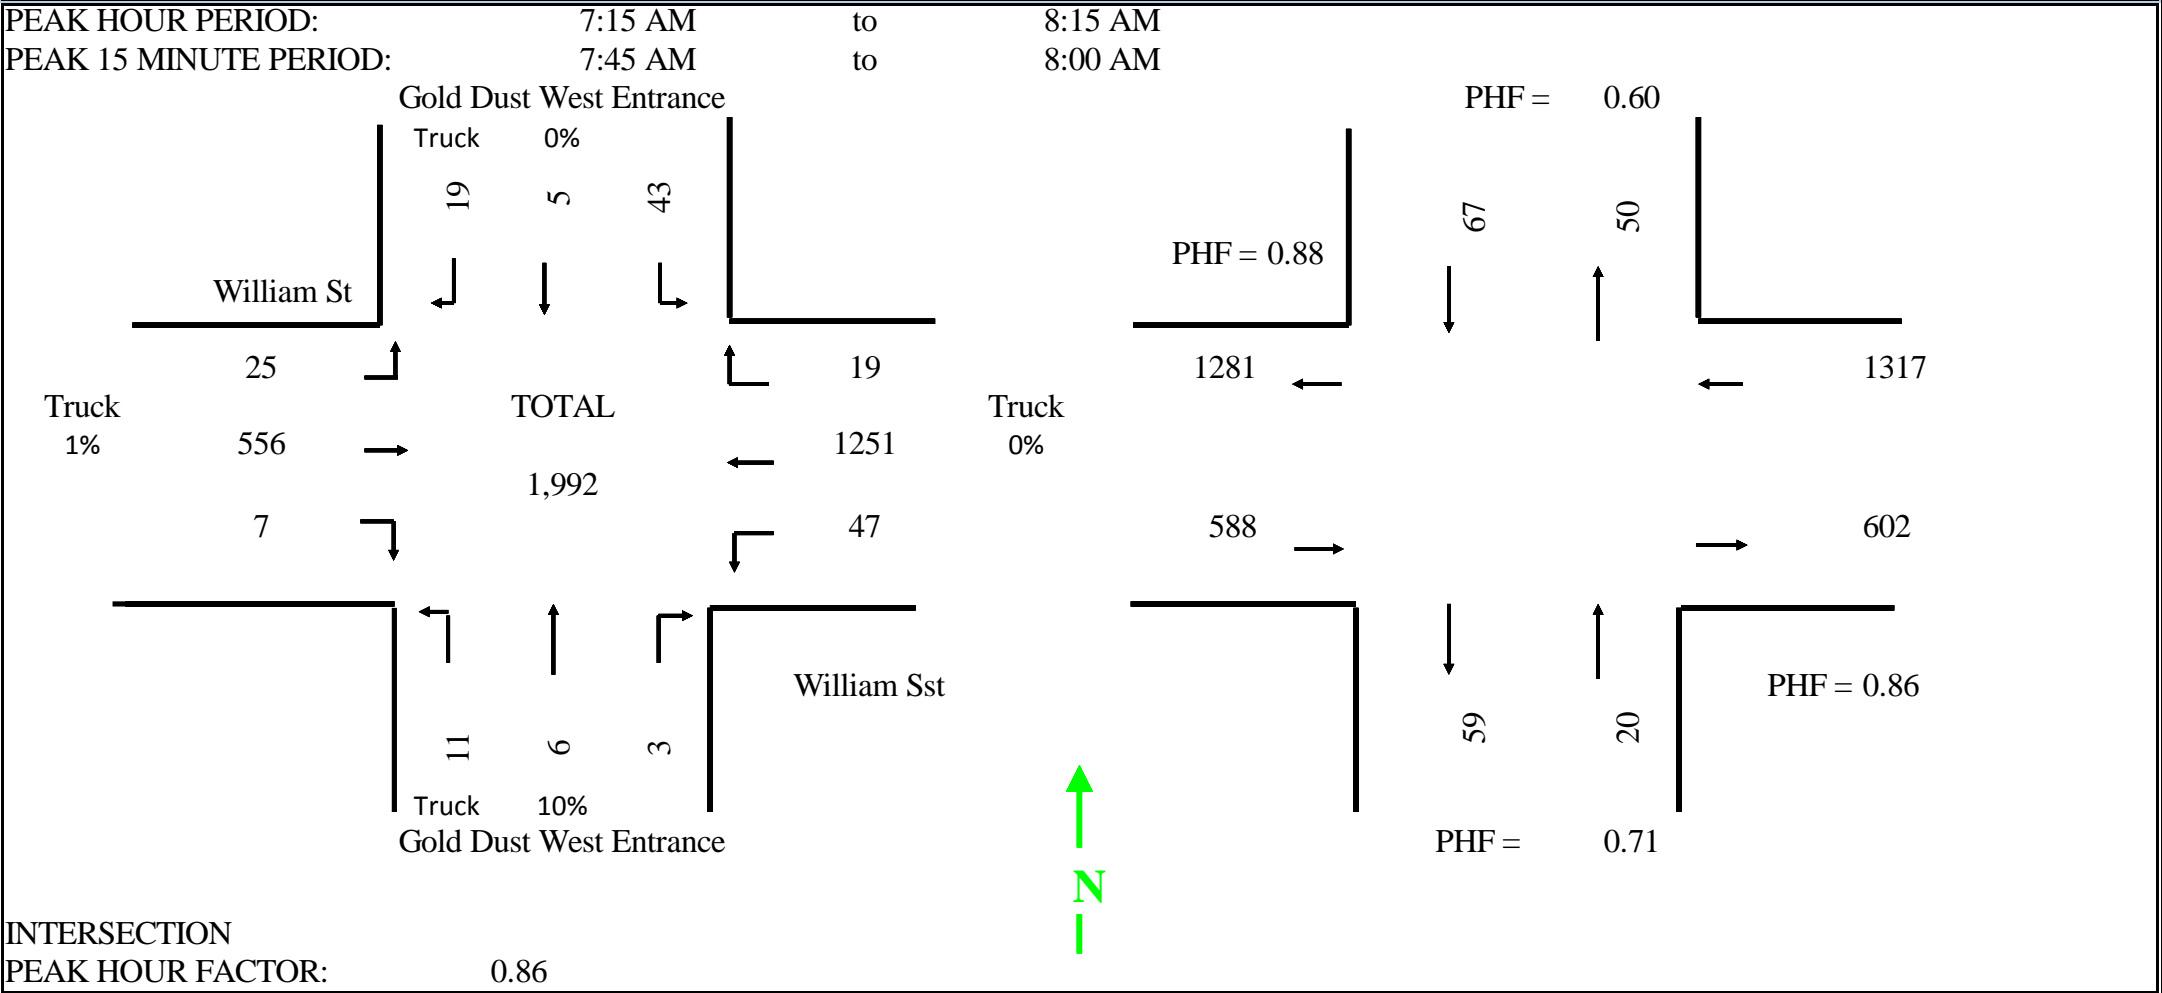 PEAK HOUR PERIOD: 7:15 AM to 8:15 AM
PEAK 15 MINUTE PERIOD: 7:45 AM to 8:00 AM
Gold Dust West Entrance PHF = 0.60
Truck 0%
19 5 43 67 50
PHF = 0.88
William St
25 19 1281 1317
Truck TOTAL Truck
1% 556 1251 0%
1,992
7 47 588 602
William Sst PHF = 0.86
11 6 3 59 20
Truck 10%
Gold Dust West Entrance PHF = 0.71
N
INTERSECTION
PEAK HOUR FACTOR: 0.86